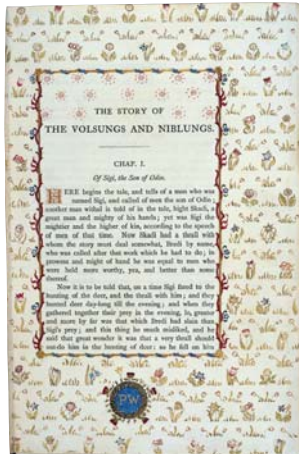 THE STORY OF
THE VOLSUNGS AND NIBLUNGS.
CHAP. I.
Of Sigi, the Son of Odin.
HERE begins the tale, and tells of a man who was
named Sigi, and called of men the son of Odin;
another man withal is told of in the tale, hight Skadi, a
great man and mighty of his hands; yet was Sigi the
mightier and the higher of kin, according to the speech
of men of that time. Now Skadi had a thrall with
whom the story must deal somewhat, Bredi by name,
who was called after that work which he had to do; in
prowess and might of hand he was equal to men who
were held more worthy, yea, and better than some
thereof.
Now it is to be told that, on a time Sigi fared to the
hunting of the deer, and the thrall with him; and they
hunted deer day-long till the evening; and when they
gathered together their prey in the evening, lo, greater
and more by far was that which Bredi had slain than
Sigi's prey; and this thing he much misliked, and he
said that great wonder it was that a very thrall should
out-do him in the hunting of deer: so he fell on him
PW